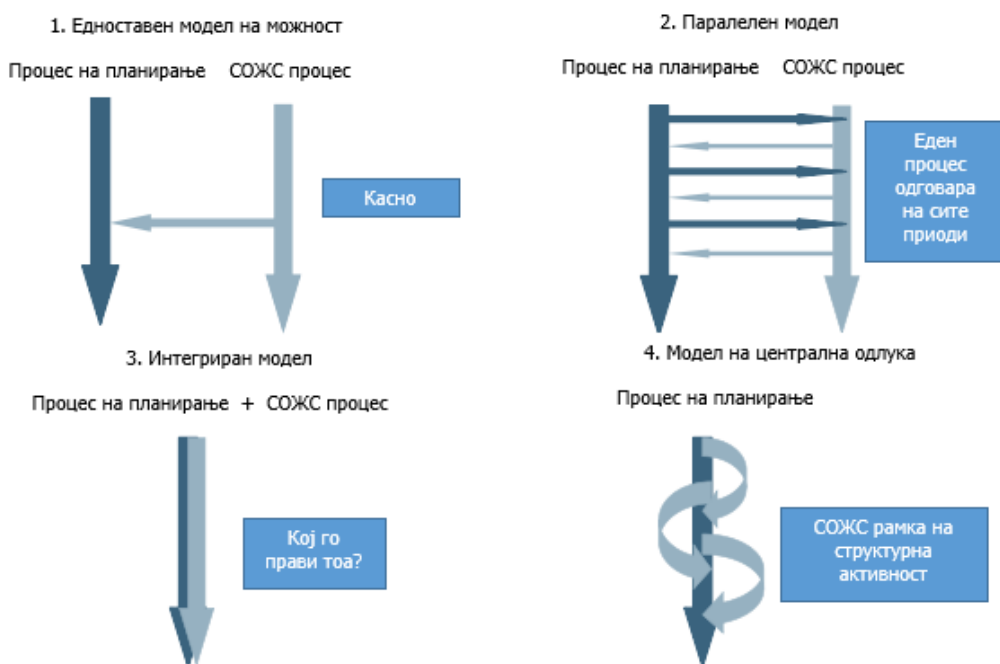 1. Едноставен модел на можност
Процес на планирање СОЖС процес
Касно
2. Паралелен модел
Процес на планирање СОЖС процес
Еден
процес
одговара
на сите
приоди
3. Интегриран модел
Процес на планирање + СОЖС процес
Кој го
прави тоа?
4. Модел на централна одлука
Процес на планирање
СОЖС рамка на
структурна
активност